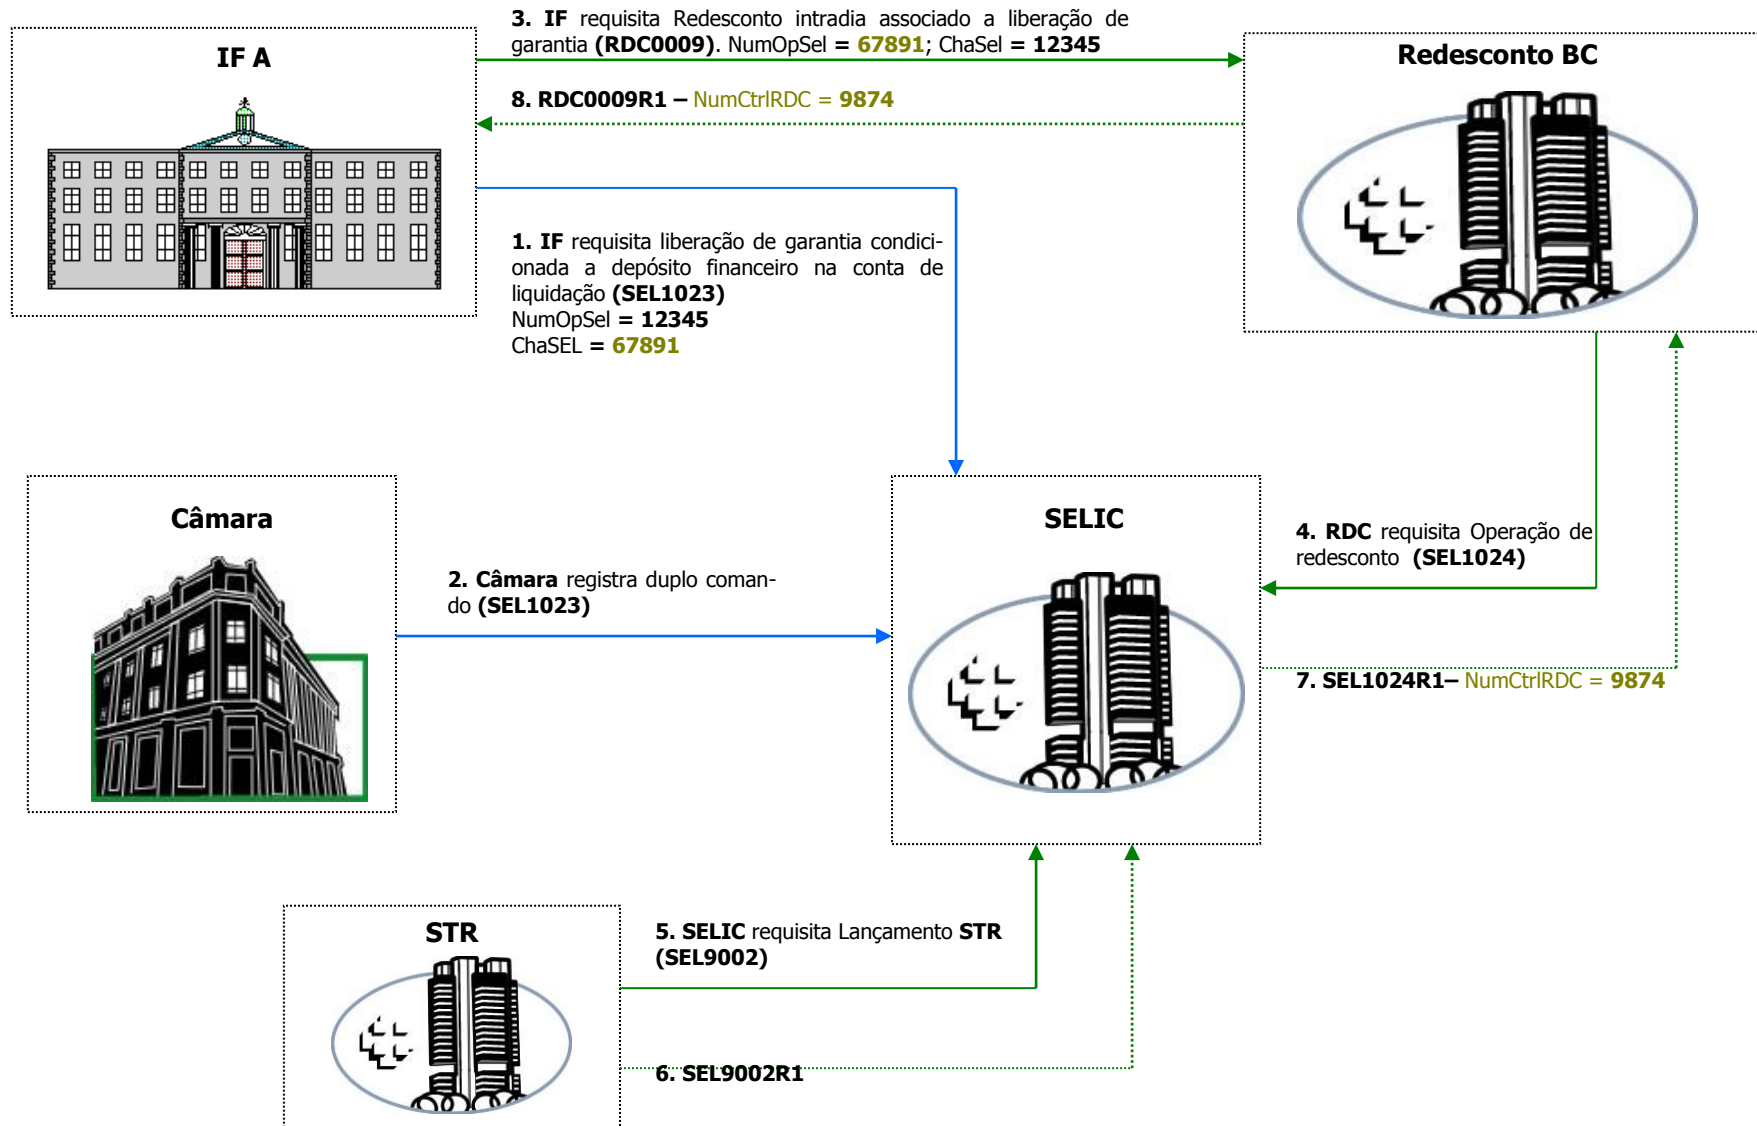 3. IF requisita Redesconto intradia associado a liberação de
garantia (RDC0009). NumOpSel = 67891; ChaSel = 12345
IF A
Redesconto BC
8. RDC0009R1 – NumCtrlRDC = 9874
1. IF requisita liberação de garantia condici-
onada a depósito financeiro na conta de
liquidação (SEL1023)
NumOpSel = 12345
ChaSEL = 67891
Câmara
SELIC
4. RDC requisita Operação de
redesconto (SEL1024)
2. Câmara registra duplo coman-
do (SEL1023)
7. SEL1024R1– NumCtrlRDC = 9874
STR
5. SELIC requisita Lançamento STR
(SEL9002)
6. SEL9002R1